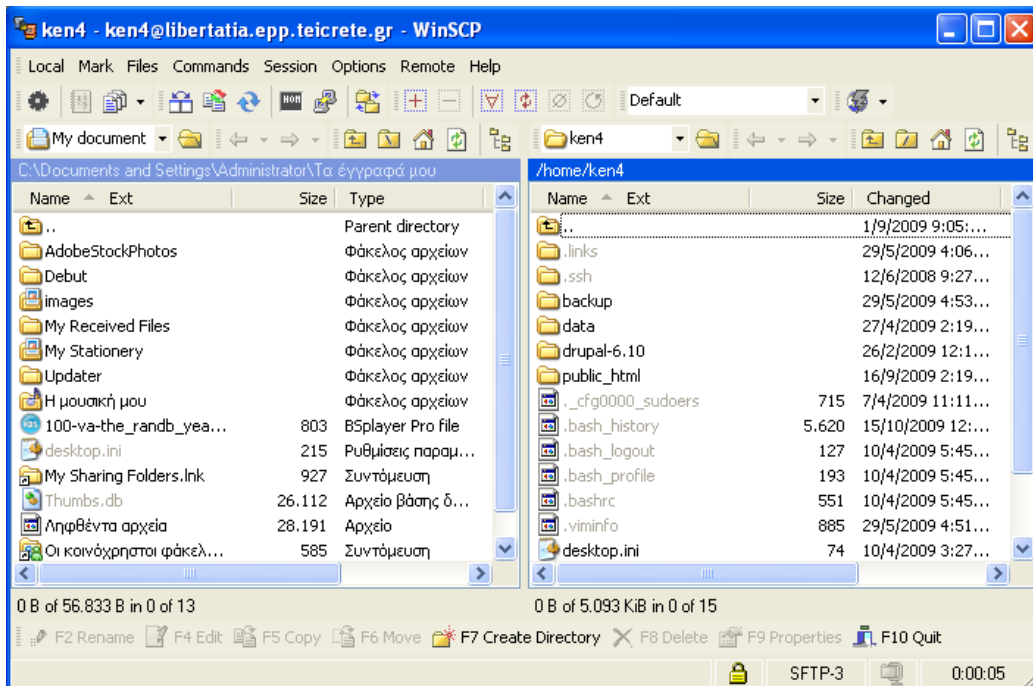 ken4 - ken4@libertatia.epp.teicrete.gr - WinSCP
Local Mark Files Commands Session Options Remote Help
Default
My document
ken4
C:\Documents and Settings\Administrator\Τα έγγραφά μου
/home/ken4
Name Ext Size Type
Name Ext Size Changed
.. Parent directory
.. 1/9/2009 9:05:...
AdobeStockPhotos Φάκελος αρχείων
.links 29/5/2009 4:06...
Debut Φάκελος αρχείων
.ssh 12/6/2008 9:27...
images Φάκελος αρχείων
backup 29/5/2009 4:53...
My Received Files Φάκελος αρχείων
data 27/4/2009 2:19...
My Stationery Φάκελος αρχείων
drupal-6.10 26/2/2009 12:1...
Updater Φάκελος αρχείων
public_html 16/9/2009 2:19...
Η μουσική μου Φάκελος αρχείων
._cfg0000_sudoers 715 7/4/2009 11:11...
100-va-the_randb_yea... 803 BSplayer Pro file
.bash_history 5.620 15/10/2009 12:...
desktop.ini 215 Ρυθμίσεις παραμ...
.bash_logout 127 10/4/2009 5:45...
My Sharing Folders.lnk 927 Συντόμευση
.bash_profile 193 10/4/2009 5:45...
Thumbs.db 26.112 Αρχείο βάσης δ...
.bashrc 551 10/4/2009 5:45...
Ληφθέντα αρχεία 28.191 Αρχείο
.viminfo 885 29/5/2009 4:51...
Οι κοινόχρηστοι φάκελ... 585 Συντόμευση
desktop.ini 74 10/4/2009 3:27...
0 B of 56.833 B in 0 of 13
0 B of 5.093 KiB in 0 of 15
F2 Rename F4 Edit F5 Copy F6 Move F7 Create Directory F8 Delete F9 Properties F10 Quit
SFTP-3 0:00:05